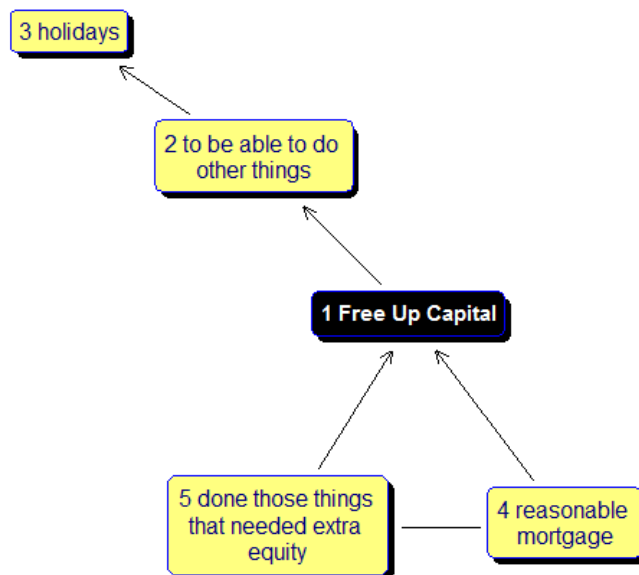 3 holidays
2 to be able to do
other things
1 Free Up Capital
5 done those things
that needed extra
equity
4 reasonable
mortgage